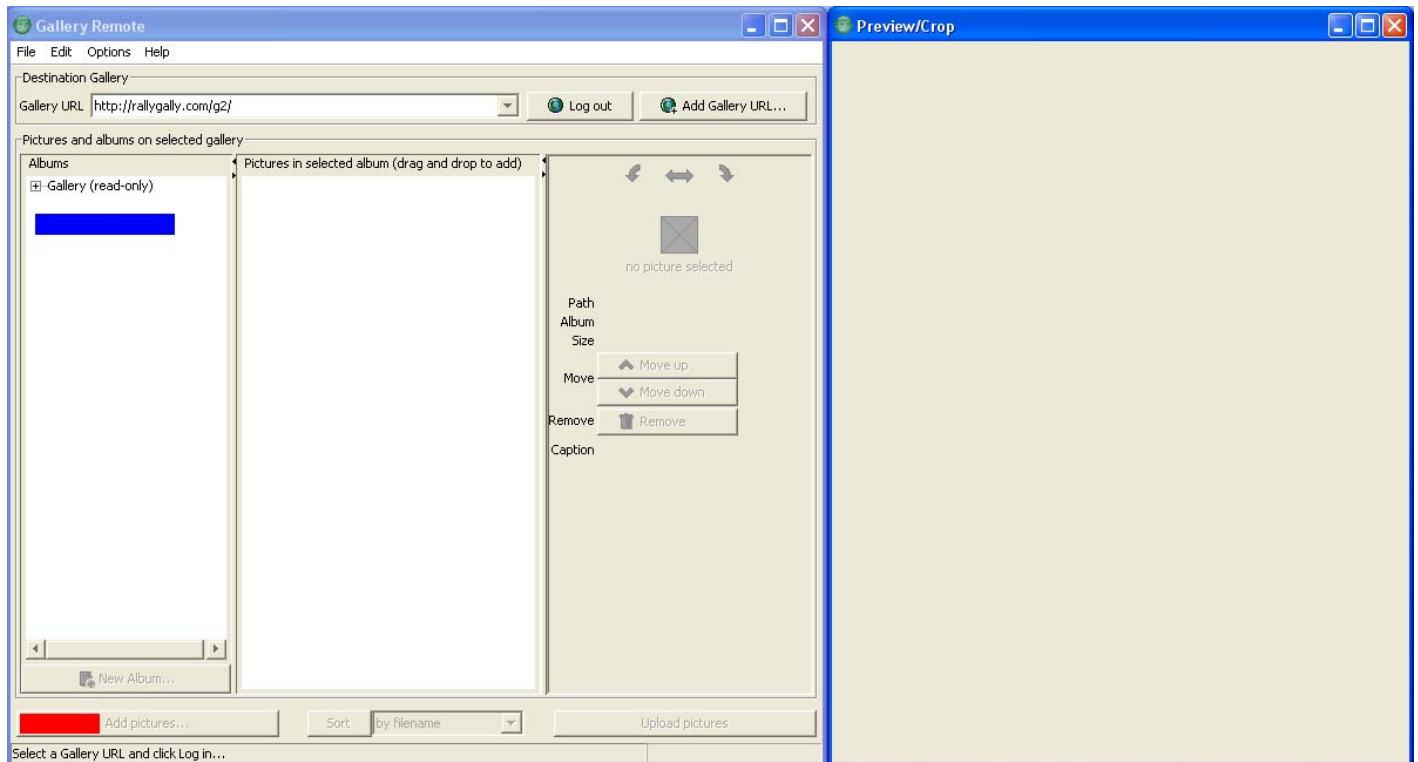 Gallery Remote
File Edit Options Help
Destination Gallery
Gallery URL http://rallygally.com/g2/ Log out Add Gallery URL...
Pictures and albums on selected gallery
Albums
Gallery (read-only)
New Album...
Pictures in selected album (drag and drop to add)
no picture selected
Path
Album
Size
Move Move up
Move down
Remove Remove
Caption
Add pictures... Sort by filename Upload pictures
Select a Gallery URL and click Log in...
Preview/Crop